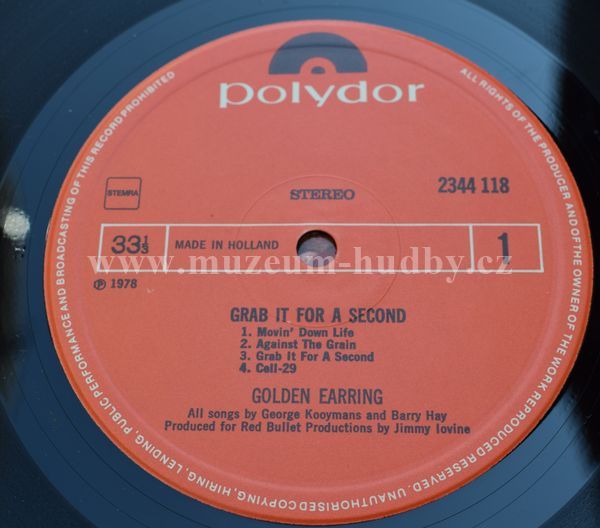 polydor
ALL RIGHTS OF THE PRODUCER AND OF THE OWNER OF THE WORK REPRODUCED RESERVED. UNAUTHORISED COPYING, HIRING, LENDING, PUBLIC PERFORMANCE AND BROADCASTING OF THIS RECORD PROHIBITED
STEMRA
STEREO
2344 118
33 1/3
MADE IN HOLLAND
1
www.muzeum-hudby.cz
℗ 1978
GRAB IT FOR A SECOND
1. Movin' Down Life
2. Against The Grain
3. Grab It For A Second
4. Cell-29
GOLDEN EARRING
All songs by George Kooymans and Barry Hay
Produced for Red Bullet Productions by Jimmy Iovine